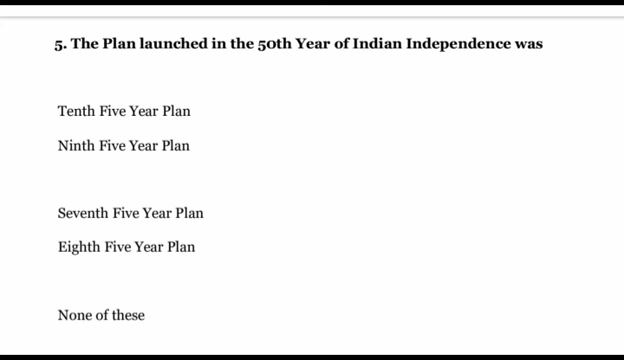 5. The Plan launched in the 50th Year of Indian Independence was
Tenth Five Year Plan
Ninth Five Year Plan
Seventh Five Year Plan
Eighth Five Year Plan
None of these